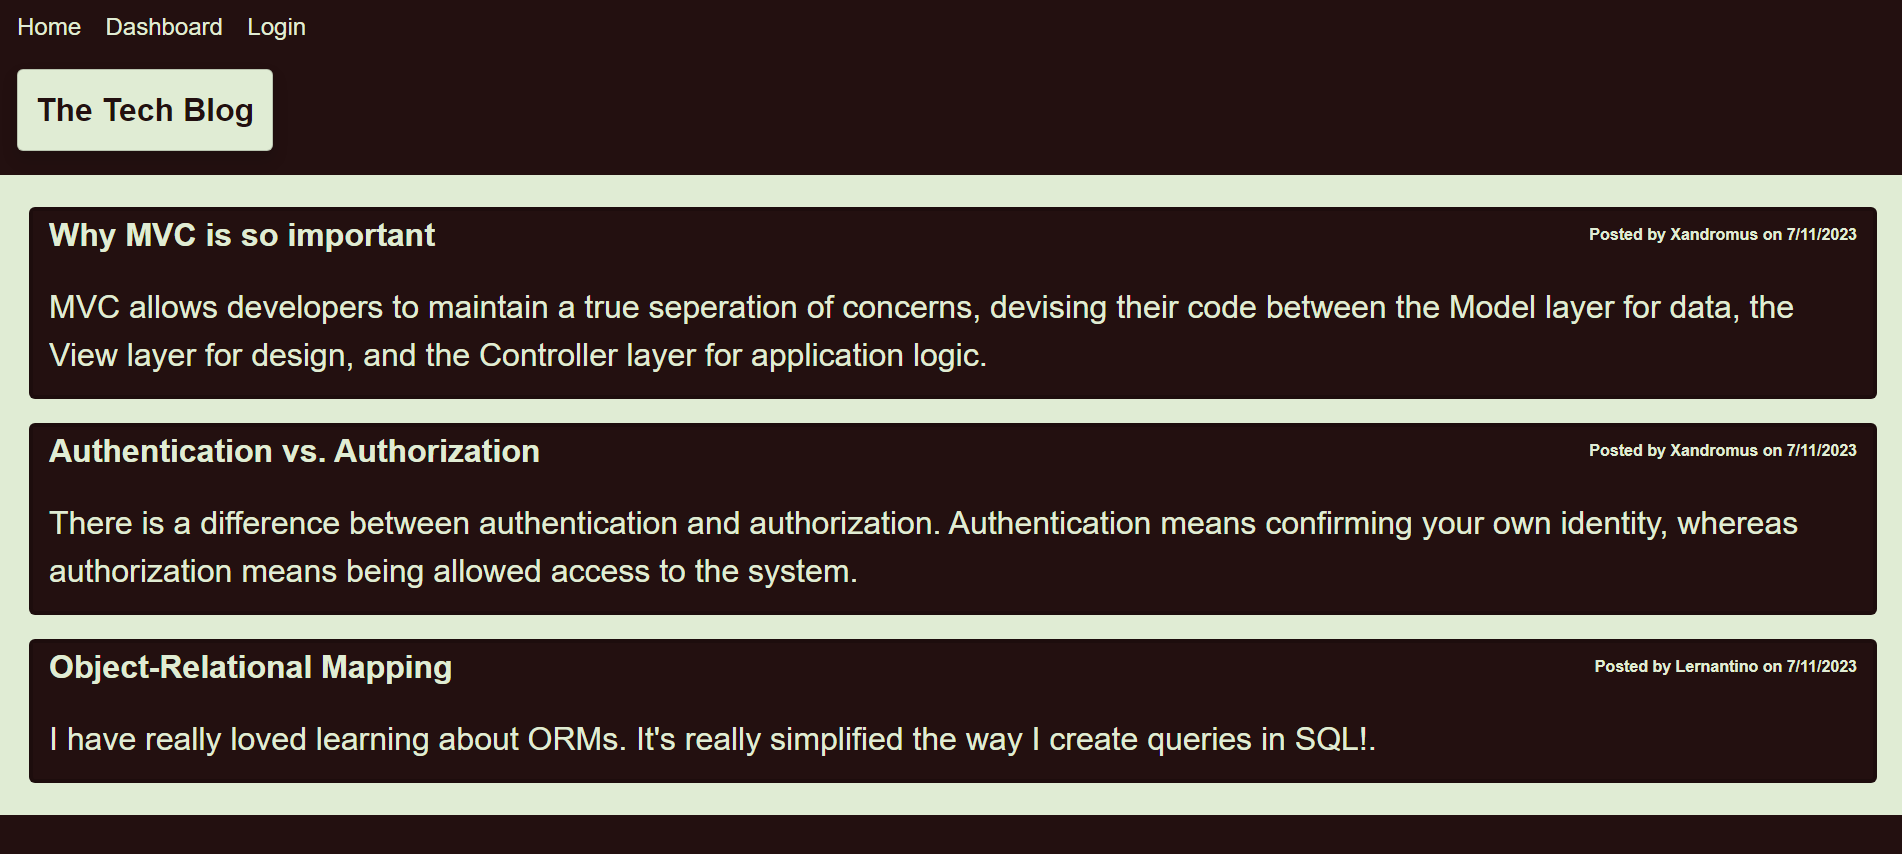 Home Dashboard Login
The Tech Blog
Why MVC is so important Posted by Xandromus on 7/11/2023
MVC allows developers to maintain a true seperation of concerns, devising their code between the Model layer for data, the
View layer for design, and the Controller layer for application logic.
Authentication vs. Authorization Posted by Xandromus on 7/11/2023
There is a difference between authentication and authorization. Authentication means confirming your own identity, whereas
authorization means being allowed access to the system.
Object-Relational Mapping Posted by Lernantino on 7/11/2023
I have really loved learning about ORMs. It's really simplified the way I create queries in SQL!.